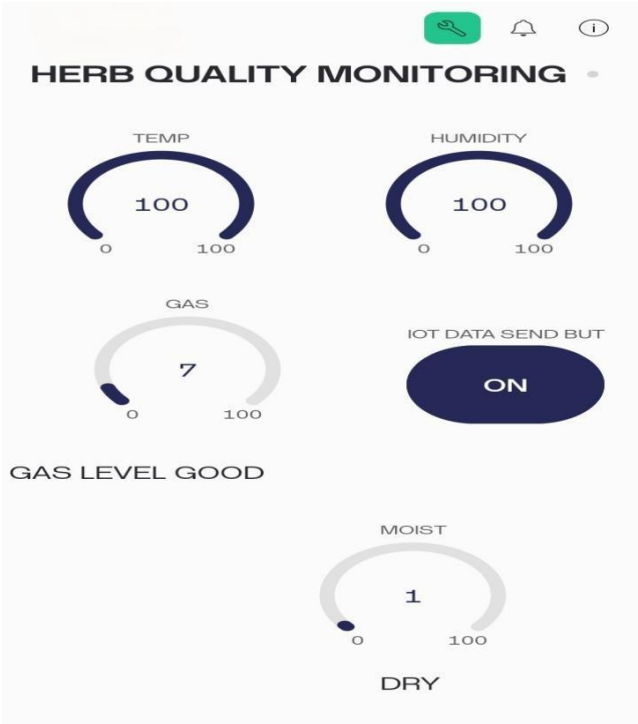 HERB QUALITY MONITORING
TEMP
100
0 100
HUMIDITY
100
0 100
GAS
7
0 100
IOT DATA SEND BUT
ON
GAS LEVEL GOOD
MOIST
1
0 100
DRY